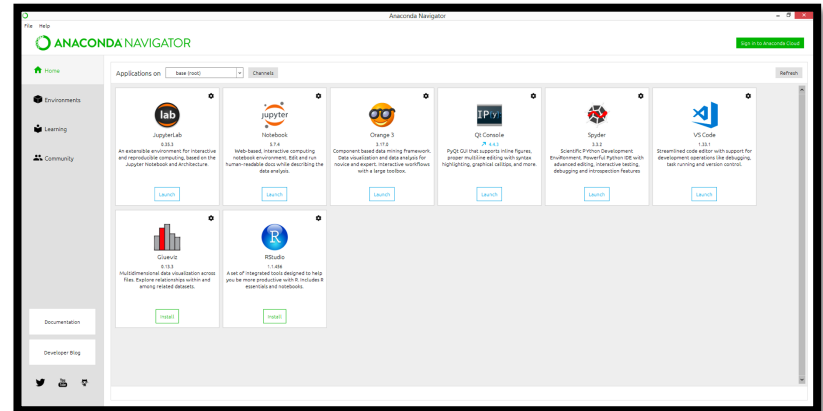 Anaconda Navigator
File Help
ANACONDA NAVIGATOR
Sign in to Anaconda Cloud
Home
Environments
Learning
Community
Documentation
Developer Blog
Applications on base (root) Channels Refresh
lab
JupyterLab
0.35.3
An extensible environment for interactive
and reproducible computing, based on the
Jupyter Notebook and Architecture.
Launch
jupyter
Notebook
5.7.4
Web-based, interactive computing
notebook environment. Edit and run
human-readable docs while describing the
data analysis.
Launch
Orange 3
3.17.0
Component based data mining framework.
Data visualization and data analysis for
novice and expert. Interactive workflows
with a large toolbox.
Launch
IP[y]:
Qt Console
4.4.3
PyQt GUI that supports inline figures,
proper multiline editing with syntax
highlighting, graphical calltips, and more.
Launch
Spyder
3.3.2
Scientific PYthon Development
EnviRonment. Powerful Python IDE with
advanced editing, interactive testing,
debugging and introspection features
Launch
VS Code
1.33.1
Streamlined code editor with support for
development operations like debugging,
task running and version control.
Launch
Glueviz
0.13.3
Multidimensional data visualization across
files. Explore relationships within and
among related datasets.
Install
R
RStudio
1.1.456
A set of integrated tools designed to help
you be more productive with R. Includes R
essentials and notebooks.
Install
You
Tube